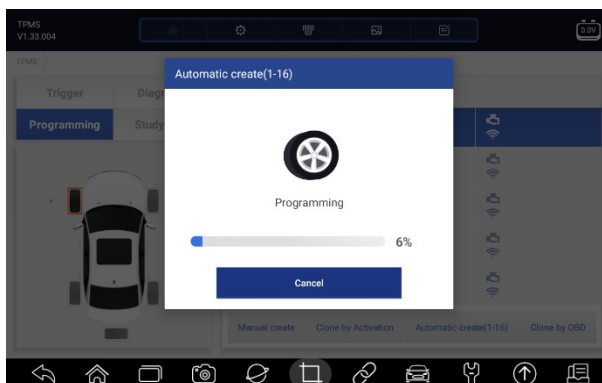 TPMS
V1.33.004
0.0V
TPMS
Automatic create(1-16)
Trigger
Diagn
Programming
Study
Programming
6%
Cancel
Manual create
Clone by Activation
Automatic create(1-16)
Clone by OBD